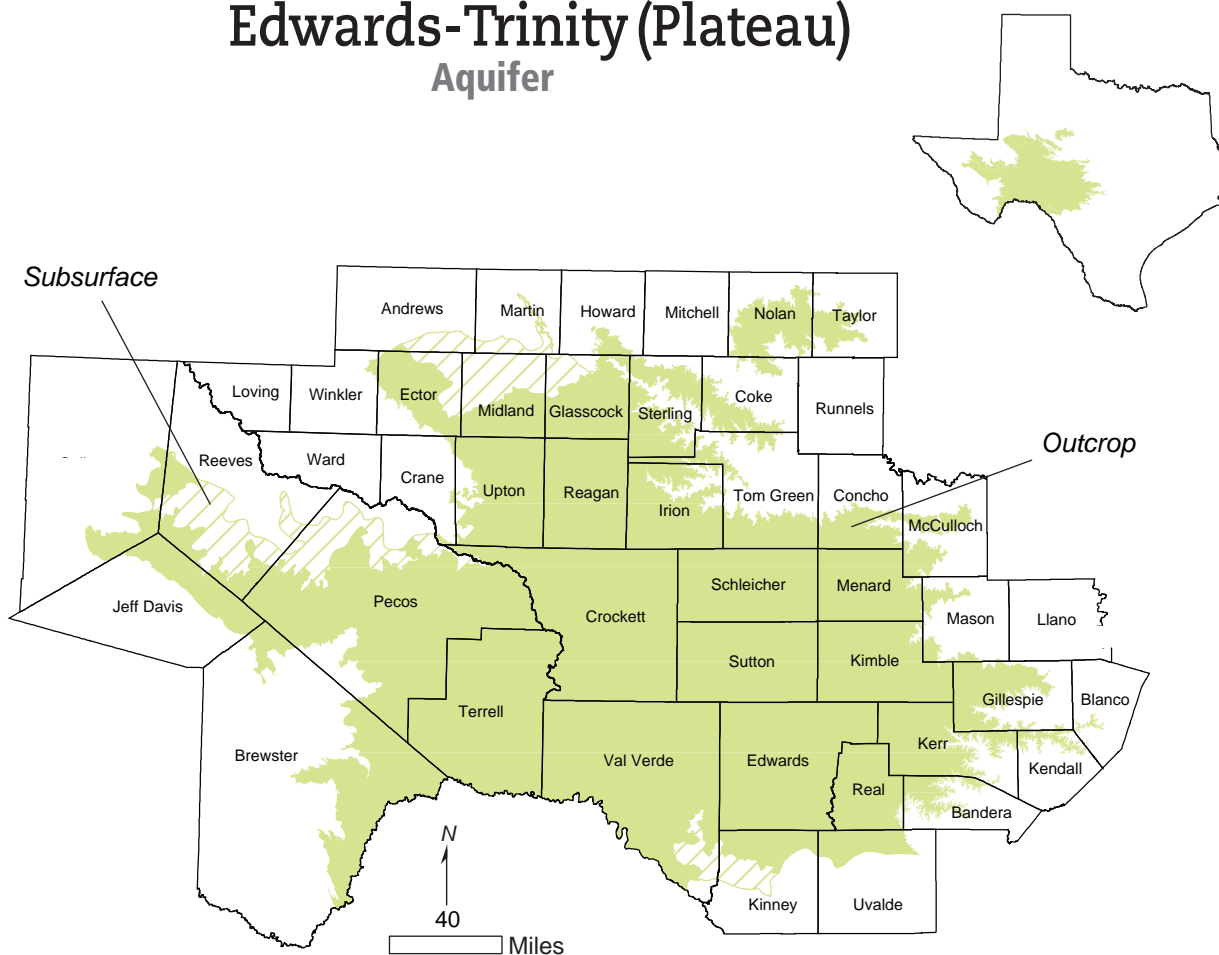 Edwards-Trinity (Plateau)
Aquifer
Subsurface
Andrews
Martin
Howard
Mitchell
Nolan
Taylor
Loving
Winkler
Ector
Midland
Glasscock
Sterling
Coke
Runnels
Outcrop
Reeves
Ward
Crane
Upton
Reagan
Irion
Tom Green
Concho
McCulloch
Jeff Davis
Pecos
Crockett
Schleicher
Menard
Mason
Llano
Sutton
Kimble
Gillespie
Blanco
Terrell
Brewster
Val Verde
Edwards
Kerr
Kendall
Real
Bandera
Kinney
Uvalde
N
40
Miles